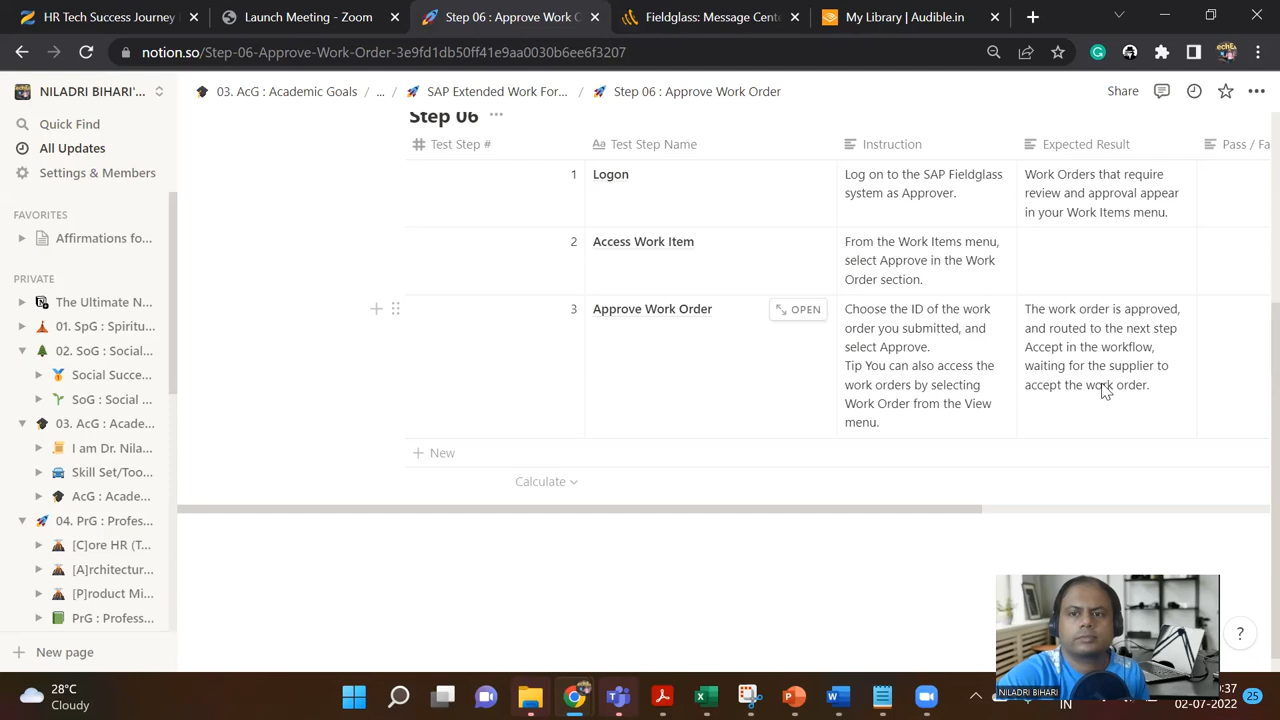 HR Tech Success Journey
Launch Meeting - Zoom
Step 06 : Approve Work O
Fieldglass: Message Cent
My Library | Audible.in
notion.so/Step-06-Approve-Work-Order-3e9fd1db50ff41e9aa0030b6ee6f3207
NILADRI BIHARI'...
03. AcG : Academic Goals / ... / SAP Extended Work For... / Step 06 : Approve Work Order
Share
Quick Find
All Updates
Settings & Members
FAVORITES
Affirmations fo...
PRIVATE
The Ultimate N...
01. SpG : Spiritu...
02. SoG : Social...
Social Succe...
SoG : Social ...
03. AcG : Acade...
I am Dr. Nila...
Skill Set/Too...
AcG : Acade...
04. PrG : Profes...
[C]ore HR (T...
[A]rchitectur...
[P]roduct Mi...
PrG : Profess...
New page
Step 06
Test Step #
Test Step Name
Instruction
Expected Result
Pass / Fa
1
Logon
Log on to the SAP Fieldglass
system as Approver.
Work Orders that require
review and approval appear
in your Work Items menu.
2
Access Work Item
From the Work Items menu,
select Approve in the Work
Order section.
3
Approve Work Order
OPEN
Choose the ID of the work
order you submitted, and
select Approve.
Tip You can also access the
work orders by selecting
Work Order from the View
menu.
The work order is approved,
and routed to the next step
Accept in the workflow,
waiting for the supplier to
accept the work order.
New
Calculate
?
NILADRI BIHARI
28°C
Cloudy
IN
:37
02-07-2022
25